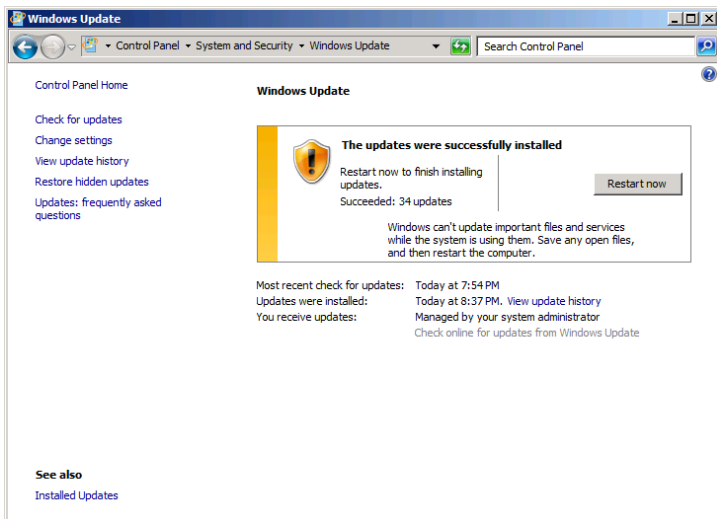 Windows Update
Control Panel System and Security Windows Update Search Control Panel
Control Panel Home
Check for updates
Change settings
View update history
Restore hidden updates
Updates: frequently asked
questions
Windows Update
The updates were successfully installed
Restart now to finish installing
updates.
Succeeded: 34 updates
Restart now
Windows can't update important files and services
while the system is using them. Save any open files,
and then restart the computer.
Most recent check for updates: Today at 7:54 PM
Updates were installed: Today at 8:37 PM. View update history
You receive updates: Managed by your system administrator
Check online for updates from Windows Update
See also
Installed Updates